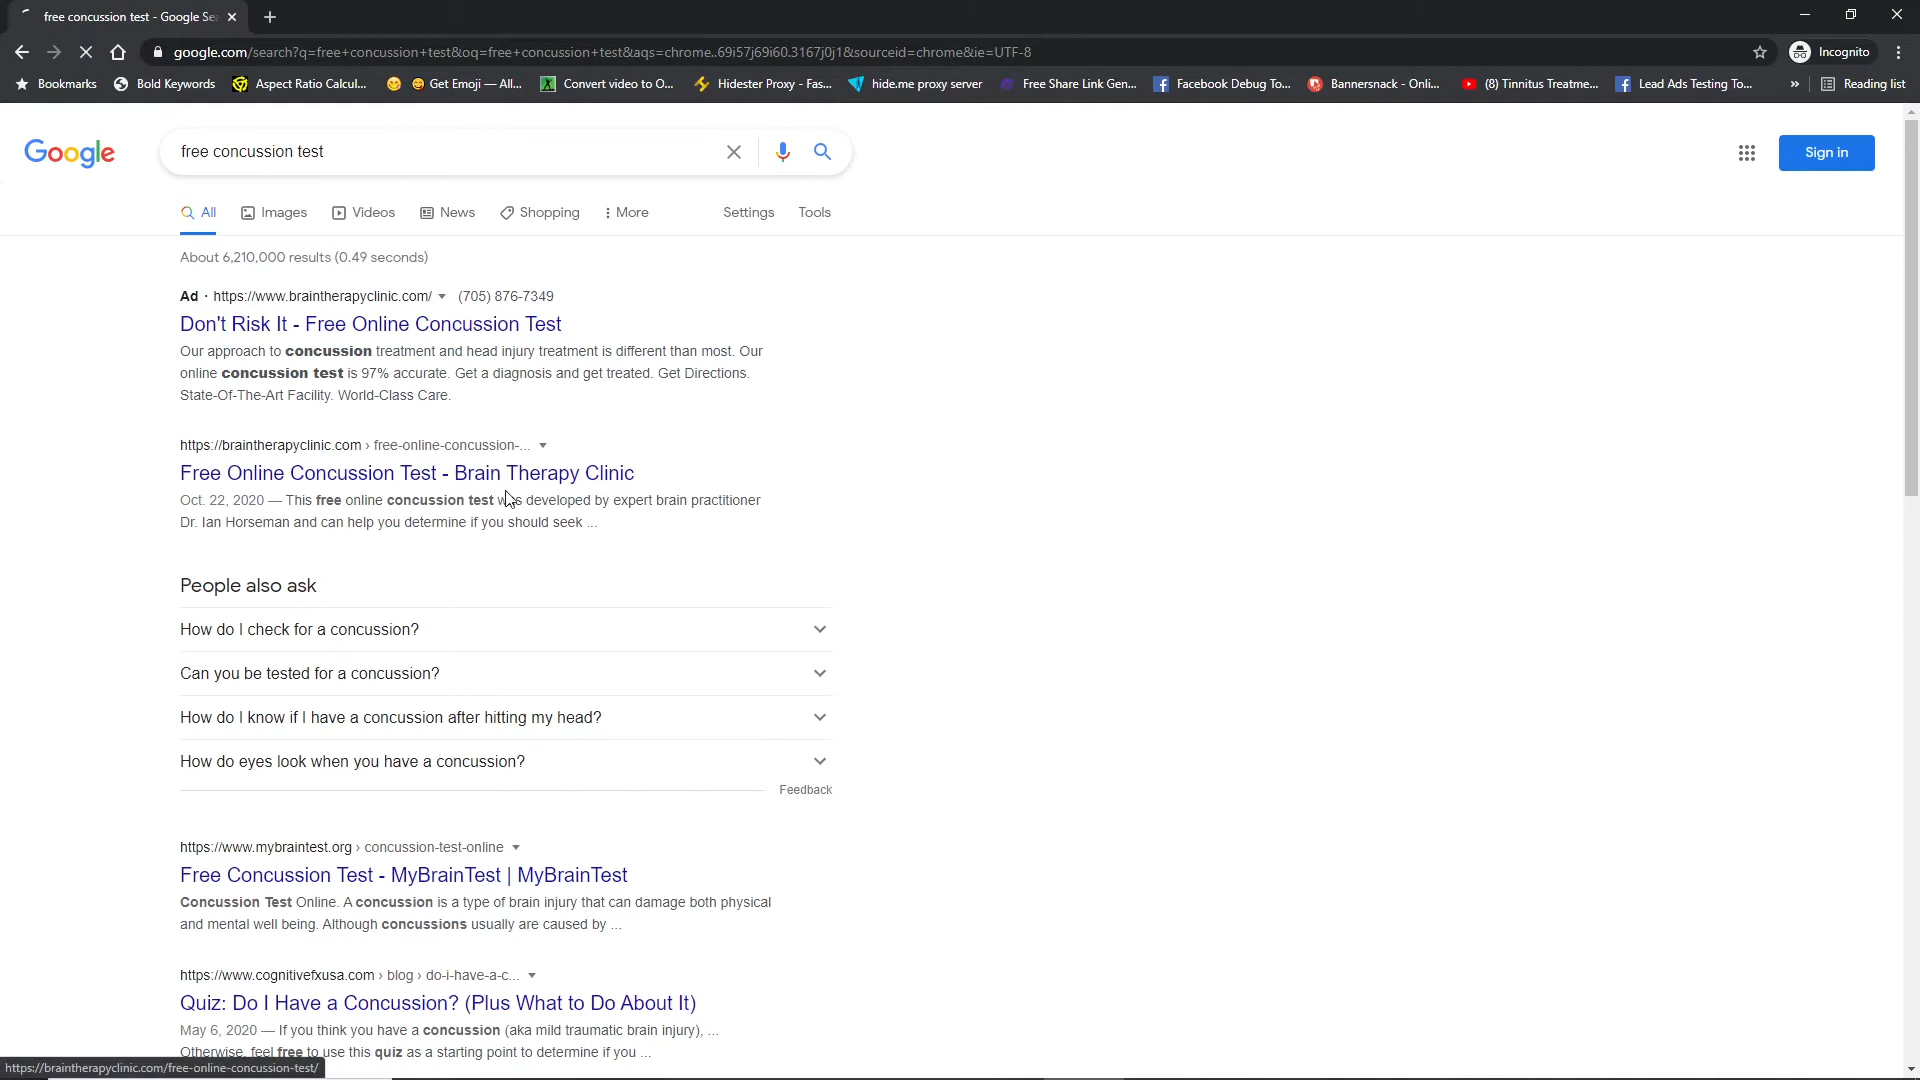 free concussion test - Google Se
google.com/search?q=free+concussion+test&oq=free+concussion+test&aqs=chrome..69i57j69i60.3167j0j1&sourceid=chrome&ie=UTF-8
Incognito
Bookmarks
Bold Keywords
Aspect Ratio Calcul...
Get Emoji — All...
Convert video to O...
Hidester Proxy - Fas...
hide.me proxy server
Free Share Link Gen...
Facebook Debug To...
Bannersnack - Onli...
(8) Tinnitus Treatme...
Lead Ads Testing To...
»
Reading list
Google
free concussion test
Sign in
All
Images
Videos
News
Shopping
More
Settings
Tools
About 6,210,000 results (0.49 seconds)
Ad · https://www.braintherapyclinic.com/ (705) 876-7349
Don't Risk It - Free Online Concussion Test
Our approach to concussion treatment and head injury treatment is different than most. Our
online concussion test is 97% accurate. Get a diagnosis and get treated. Get Directions.
State-Of-The-Art Facility. World-Class Care.
https://braintherapyclinic.com › free-online-concussion-...
Free Online Concussion Test - Brain Therapy Clinic
Oct. 22, 2020 — This free online concussion test was developed by expert brain practitioner
Dr. Ian Horseman and can help you determine if you should seek ...
People also ask
How do I check for a concussion?
Can you be tested for a concussion?
How do I know if I have a concussion after hitting my head?
How do eyes look when you have a concussion?
Feedback
https://www.mybraintest.org › concussion-test-online
Free Concussion Test - MyBrainTest | MyBrainTest
Concussion Test Online. A concussion is a type of brain injury that can damage both physical
and mental well being. Although concussions usually are caused by ...
https://www.cognitivefxusa.com › blog › do-i-have-a-c...
Quiz: Do I Have a Concussion? (Plus What to Do About It)
May 6, 2020 — If you think you have a concussion (aka mild traumatic brain injury), ...
Otherwise, feel free to use this quiz as a starting point to determine if you ...
https://braintherapyclinic.com/free-online-concussion-test/